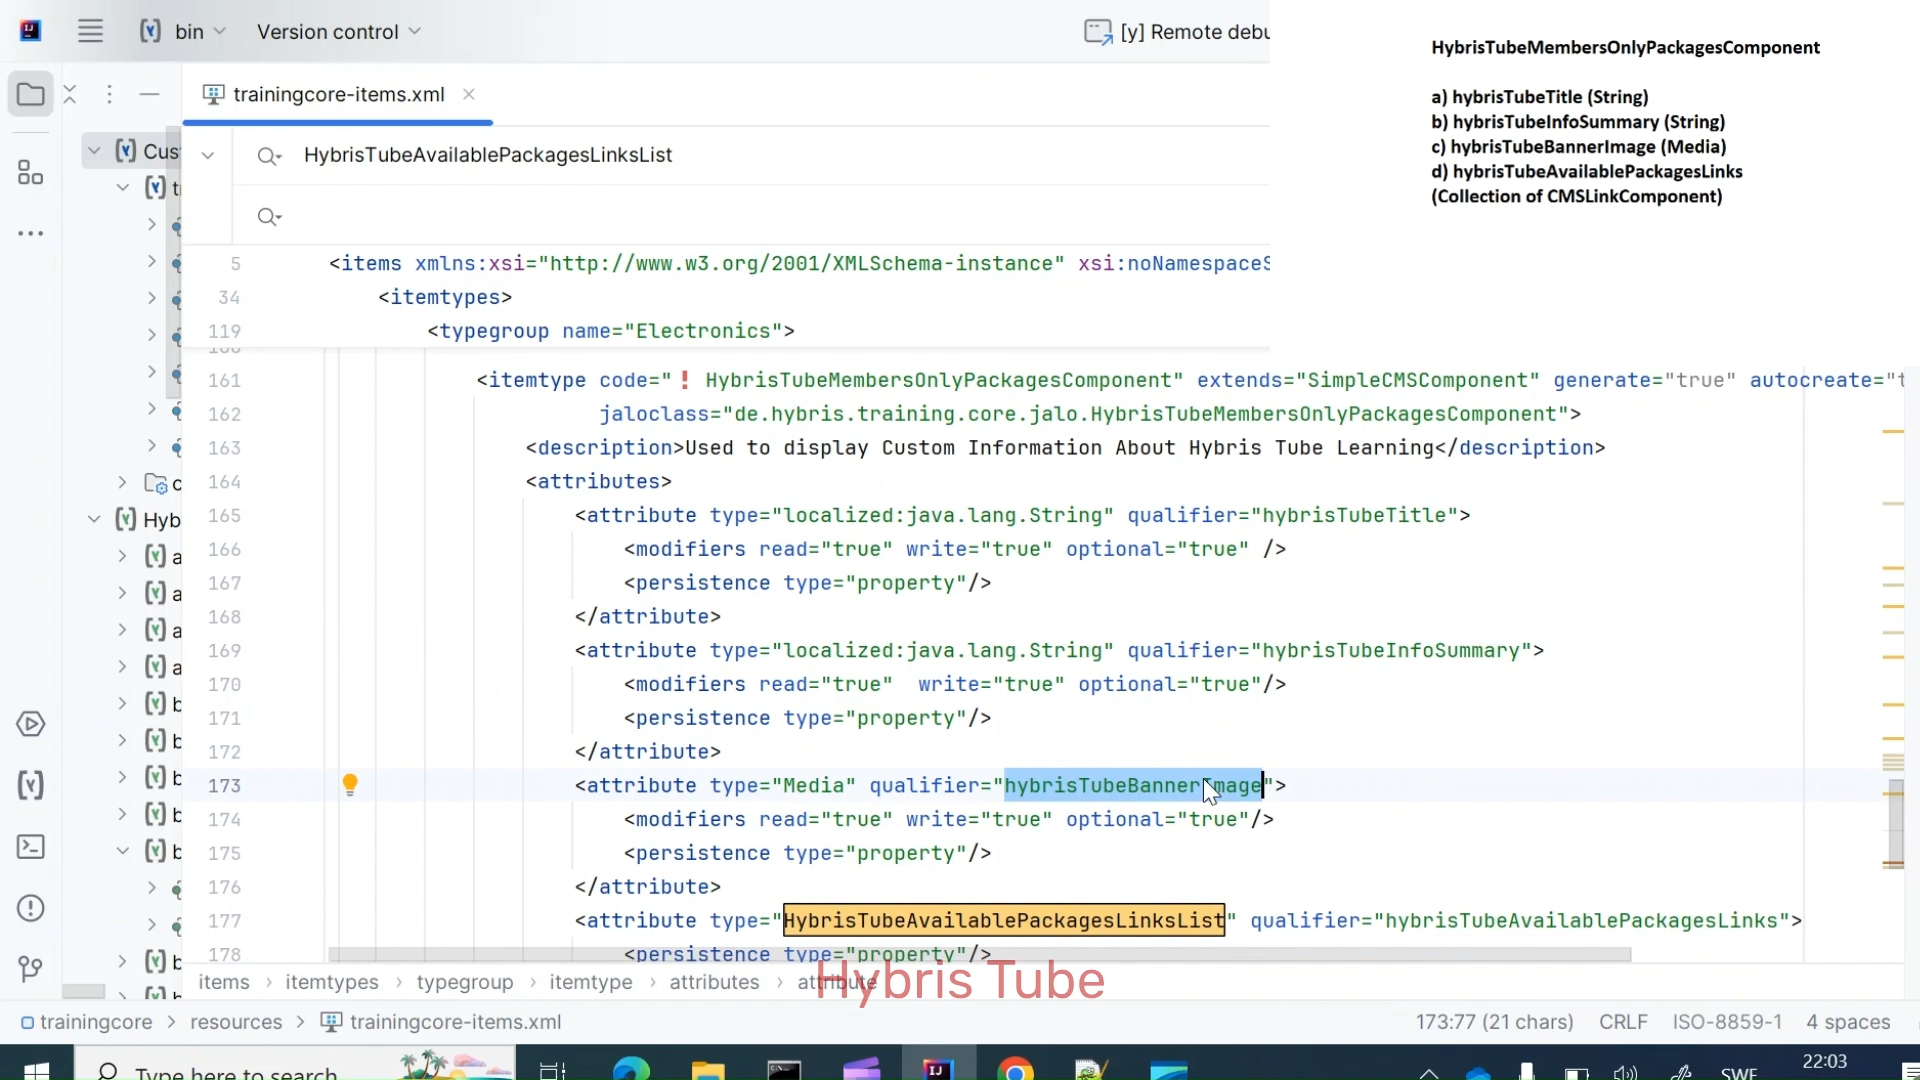 bin
Version control
[y] Remote debu
HybrisTubeMembersOnlyPackagesComponent
a) hybrisTubeTitle (String)
b) hybrisTubeInfoSummary (String)
c) hybrisTubeBannerImage (Media)
d) hybrisTubeAvailablePackagesLinks
(Collection of CMSLinkComponent)
trainingcore-items.xml
HybrisTubeAvailablePackagesLinksList
Cus
Hyb
5 <items xmlns:xsi="http://www.w3.org/2001/XMLSchema-instance" xsi:noNamespaceS
34 <itemtypes>
119 <typegroup name="Electronics">
161 <itemtype code="❗ HybrisTubeMembersOnlyPackagesComponent" extends="SimpleCMSComponent" generate="true" autocreate="t
162 jaloclass="de.hybris.training.core.jalo.HybrisTubeMembersOnlyPackagesComponent">
163 <description>Used to display Custom Information About Hybris Tube Learning</description>
164 <attributes>
165 <attribute type="localized:java.lang.String" qualifier="hybrisTubeTitle">
166 <modifiers read="true" write="true" optional="true" />
167 <persistence type="property"/>
168 </attribute>
169 <attribute type="localized:java.lang.String" qualifier="hybrisTubeInfoSummary">
170 <modifiers read="true"  write="true" optional="true"/>
171 <persistence type="property"/>
172 </attribute>
173 <attribute type="Media" qualifier="hybrisTubeBannerImage">
174 <modifiers read="true" write="true" optional="true"/>
175 <persistence type="property"/>
176 </attribute>
177 <attribute type="HybrisTubeAvailablePackagesLinksList" qualifier="hybrisTubeAvailablePackagesLinks">
178 <persistence type="property"/>
items > itemtypes > typegroup > itemtype > attributes > attribute
Hybris Tube
trainingcore > resources > trainingcore-items.xml
173:77 (21 chars) CRLF ISO-8859-1 4 spaces
Type here to search
SWE
22:03